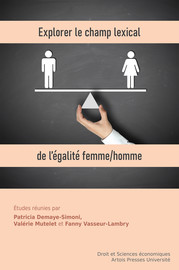 Explorer le champ lexical
de l'égalité femme/homme
Études réunies par
Patricia Demaye-Simoni,
Valérie Mutelet et Fanny Vasseur-Lambry
Droit et Sciences économiques
Artois Presses Université